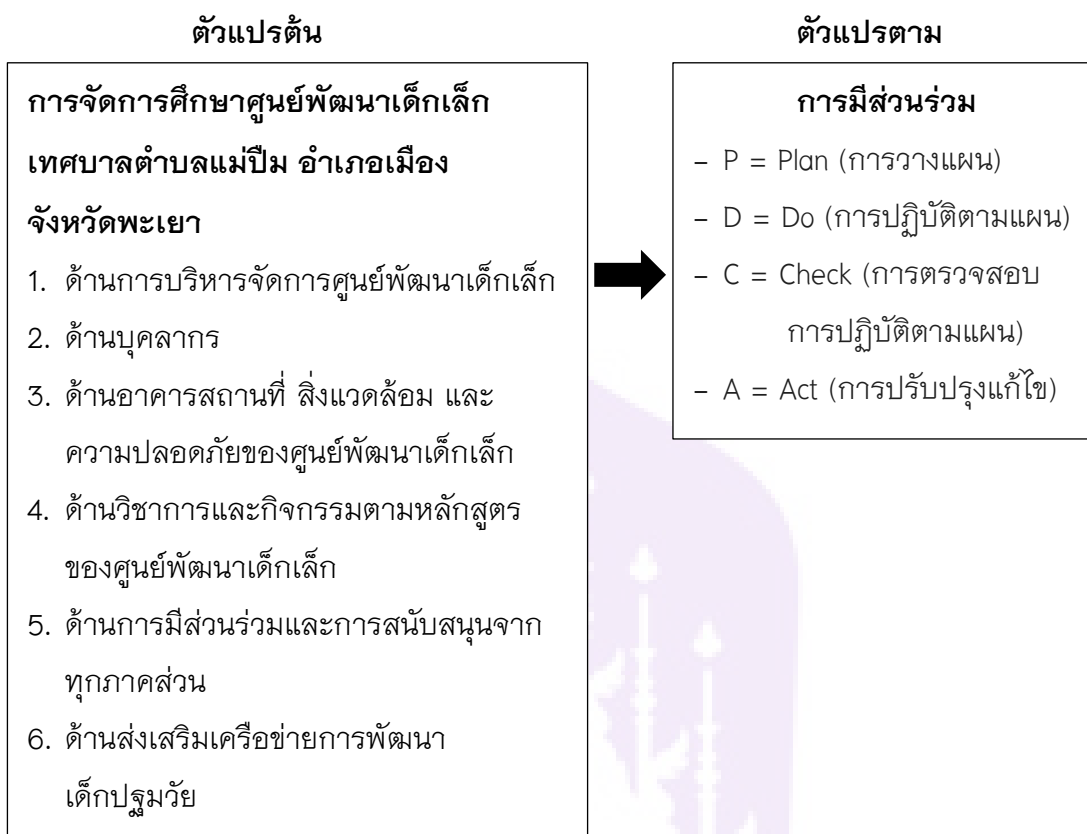 ตัวแปรต้น
การจัดการศึกษาศูนย์พัฒนาเด็กเล็ก
เทศบาลตำบลแม่ปืม อำเภอเมือง
จังหวัดพะเยา
1. ด้านการบริหารจัดการศูนย์พัฒนาเด็กเล็ก
2. ด้านบุคลากร
3. ด้านอาคารสถานที่ สิ่งแวดล้อม และ
ความปลอดภัยของศูนย์พัฒนาเด็กเล็ก
4. ด้านวิชาการและกิจกรรมตามหลักสูตร
ของศูนย์พัฒนาเด็กเล็ก
5. ด้านการมีส่วนร่วมและการสนับสนุนจาก
ทุกภาคส่วน
6. ด้านส่งเสริมเครือข่ายการพัฒนา
เด็กปฐมวัย
ตัวแปรตาม
การมีส่วนร่วม
- P = Plan (การวางแผน)
- D = Do (การปฏิบัติตามแผน)
- C = Check (การตรวจสอบ
การปฏิบัติตามแผน)
- A = Act (การปรับปรุงแก้ไข)